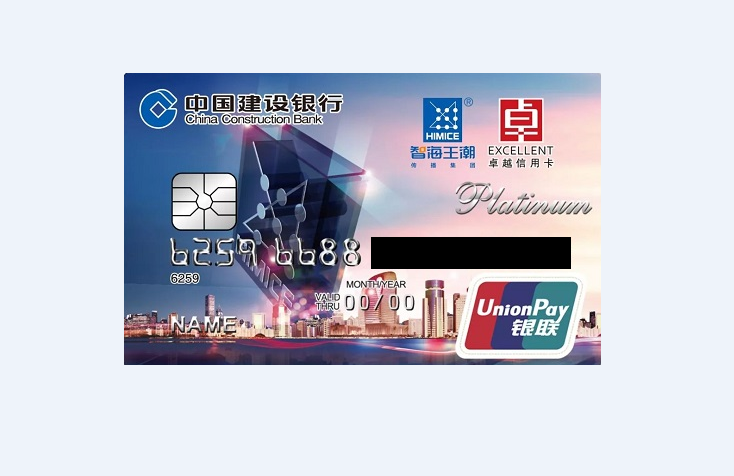 中国建设银行
China Construction Bank
®
HIMICE
智海王潮
传播集团
卓
EXCELLENT
卓越信用卡
Platinum
6259 6688
6259
MONTH/YEAR
VALID
THRU 00/00
NAME
UnionPay
银联
HIMICE